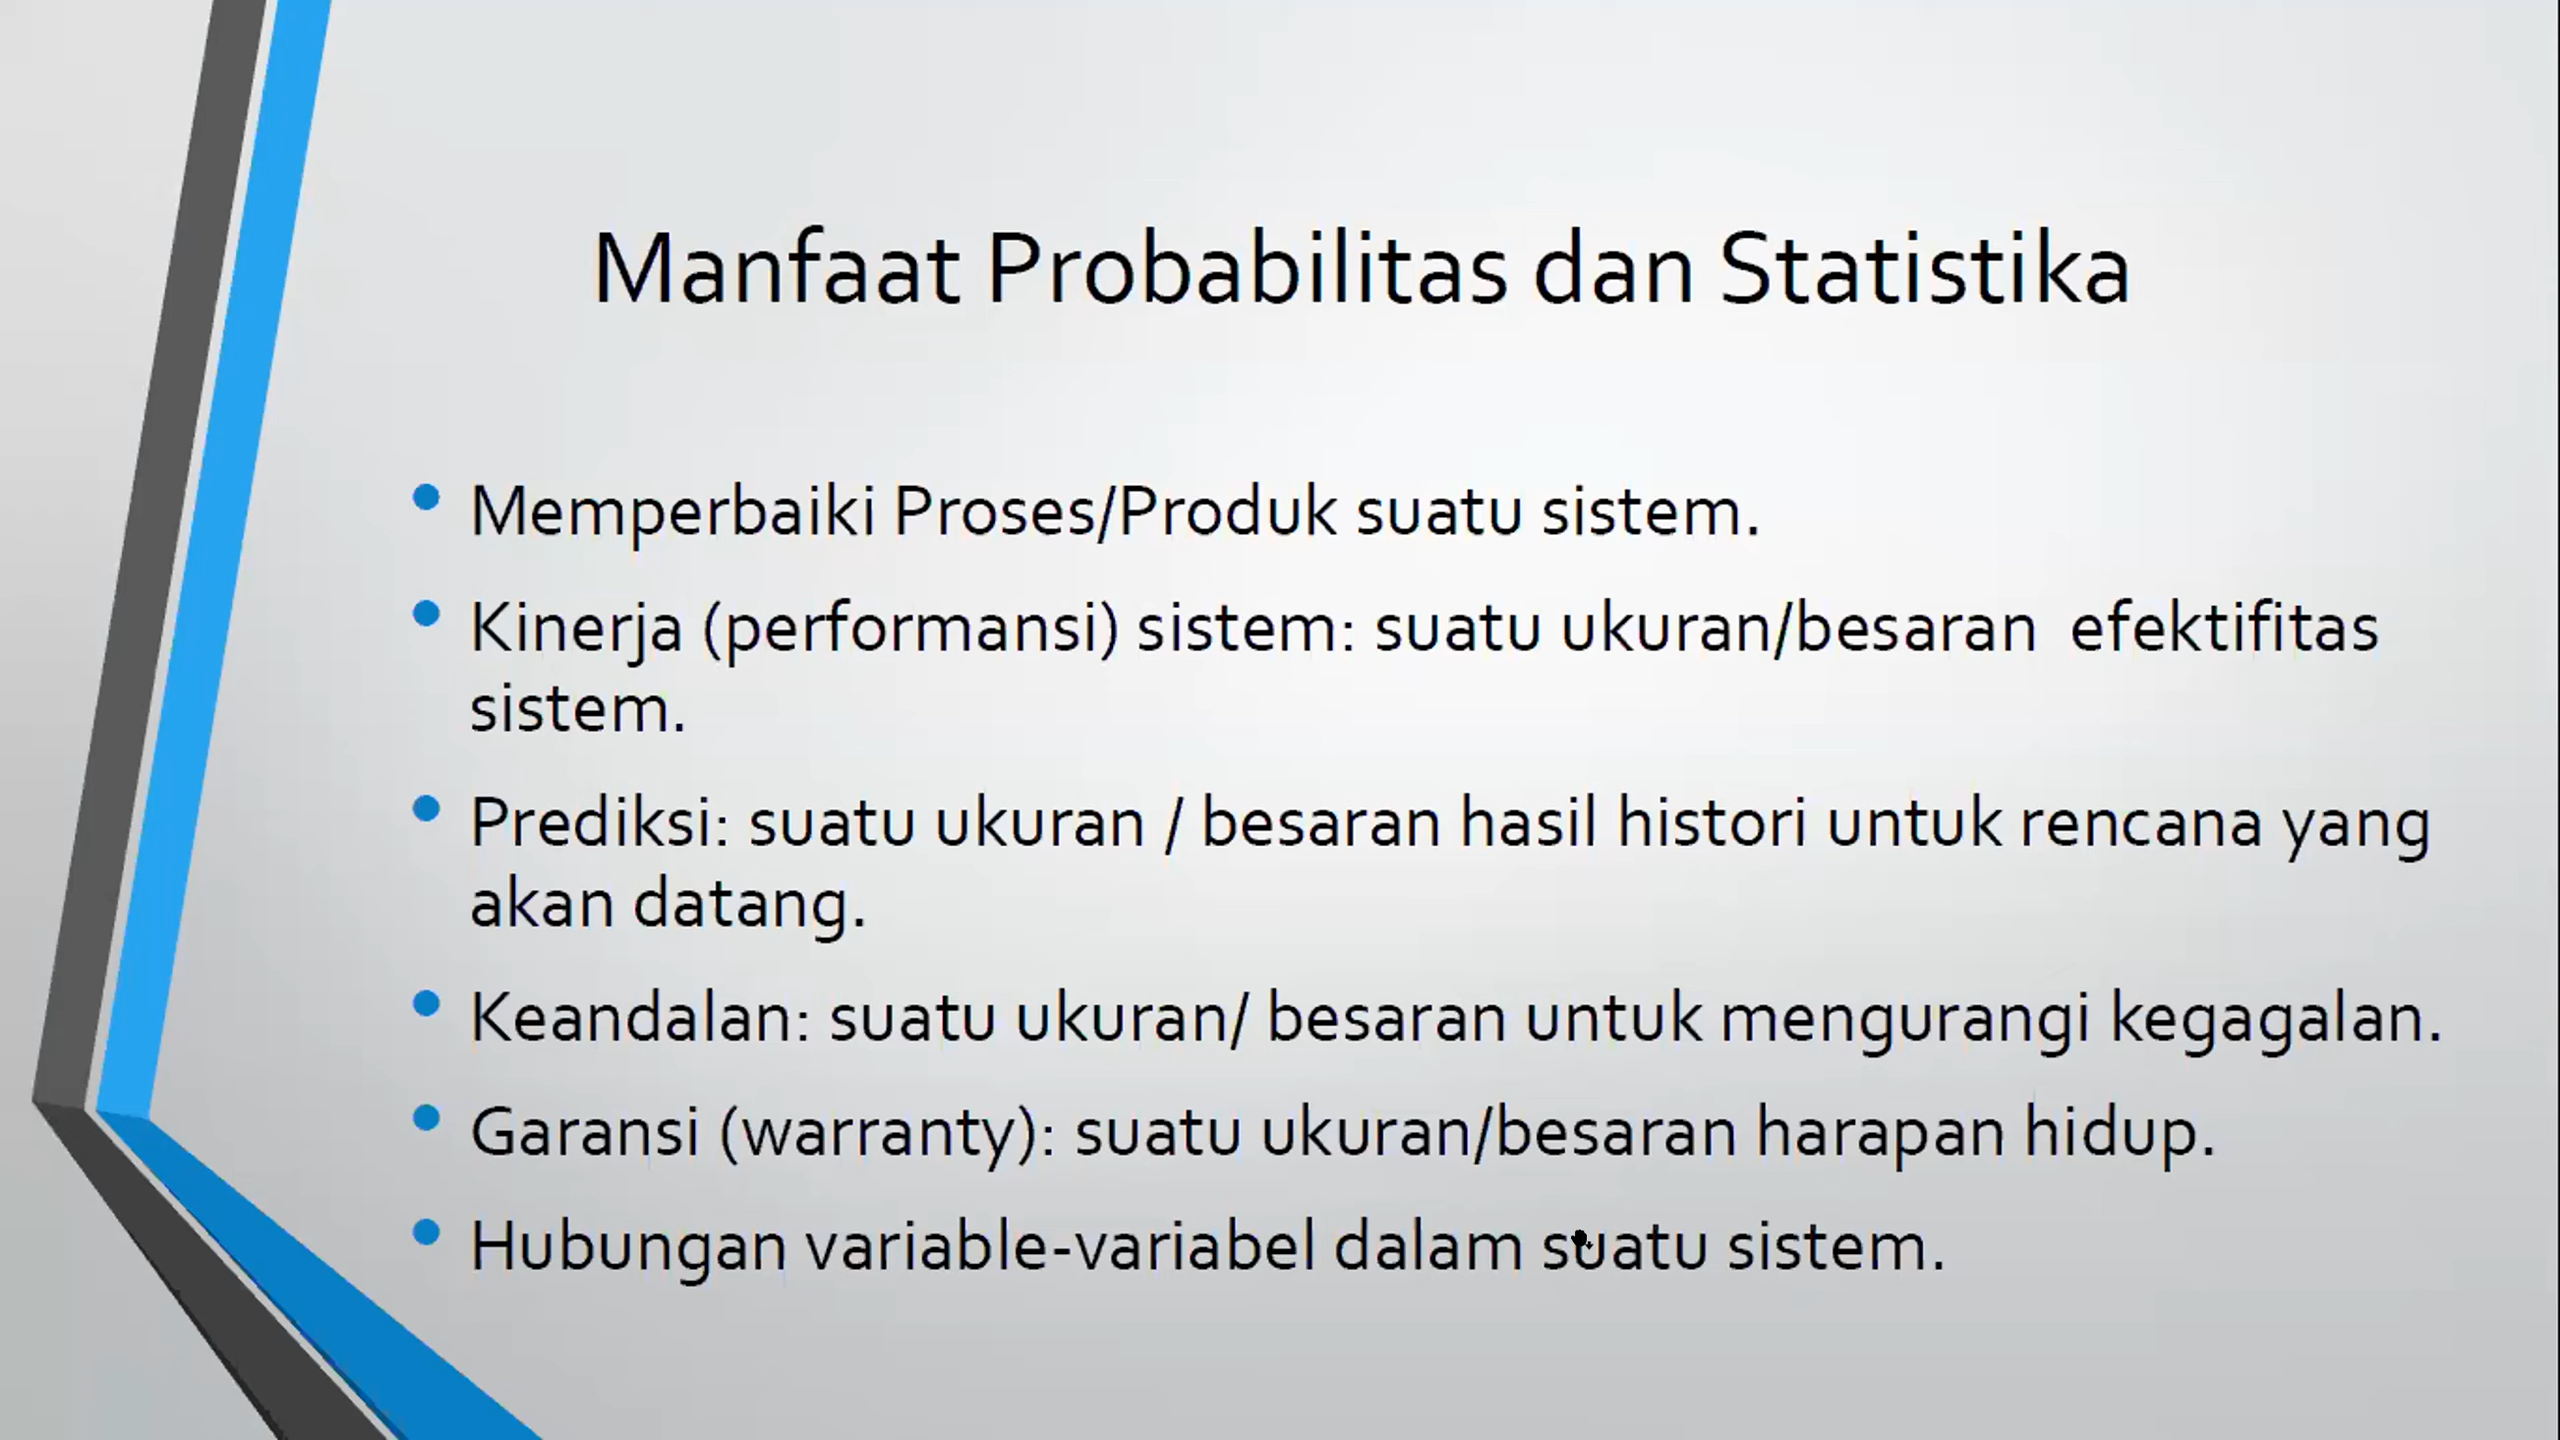 Manfaat Probabilitas dan Statistika
• Memperbaiki Proses/Produk suatu sistem.
• Kinerja (performansi) sistem: suatu ukuran/besaran  efektifitas
sistem.
• Prediksi: suatu ukuran / besaran hasil histori untuk rencana yang
akan datang.
• Keandalan: suatu ukuran/ besaran untuk mengurangi kegagalan.
• Garansi (warranty): suatu ukuran/besaran harapan hidup.
• Hubungan variable-variabel dalam suatu sistem.